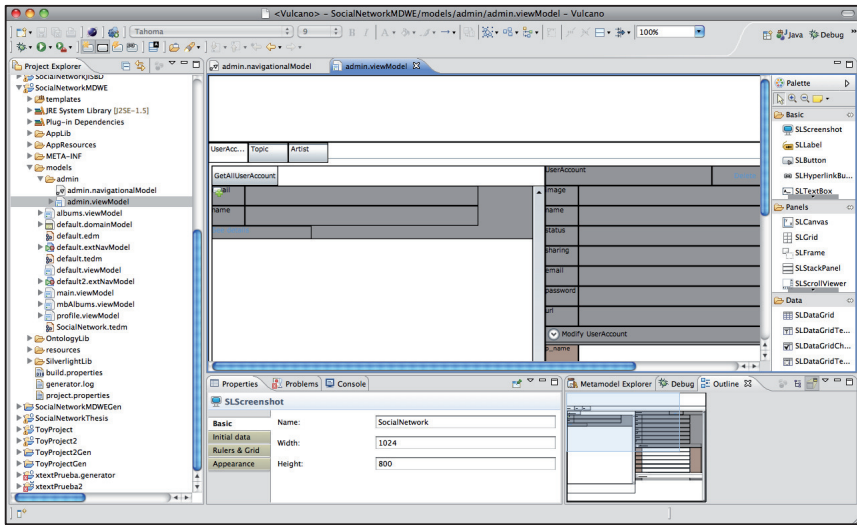 <Vulcano> - SocialNetworkMDWE/models/admin/admin.viewModel - Vulcano
Tahoma
9
B I
A
100%
Java
Debug
Project Explorer
SocialNetworkJISBD
SocialNetworkMDWE
templates
JRE System Library [J2SE-1.5]
Plug-in Dependencies
AppLib
AppResources
META-INF
models
admin
admin.navigationalModel
admin.viewModel
albums.viewModel
default.domainModel
default.edm
default.extNavModel
default.tedm
default.viewModel
default2.extNavModel
main.viewModel
mbAlbums.viewModel
profile.viewModel
SocialNetwork.tedm
OntologyLib
resources
SilverlightLib
build.properties
generator.log
project.properties
SocialNetworkMDWEGen
SocialNetworkThesis
ToyProject
ToyProject2
ToyProject2Gen
ToyProjectGen
xtextPrueba.generator
xtextPrueba2
admin.navigationalModel
admin.viewModel
UserAcc...
Topic
Artist
GetAllUserAccount
name
UserAccount
image
name
status
sharing
email
password
url
Modify UserAccount
p_name
Palette
Basic
SLScreenshot
SLLabel
SLButton
SLHyperlinkBu...
SLTextBox
Panels
SLCanvas
SLGrid
SLFrame
SLStackPanel
SLScrollViewer
Data
SLDataGrid
SLDataGridTe...
SLDataGridCh...
SLDataGridTe...
Properties
Problems
Console
SLScreenshot
Basic
Initial data
Rulers & Grid
Appearance
Name:
SocialNetwork
Width:
1024
Height:
800
Metamodel Explorer
Debug
Outline